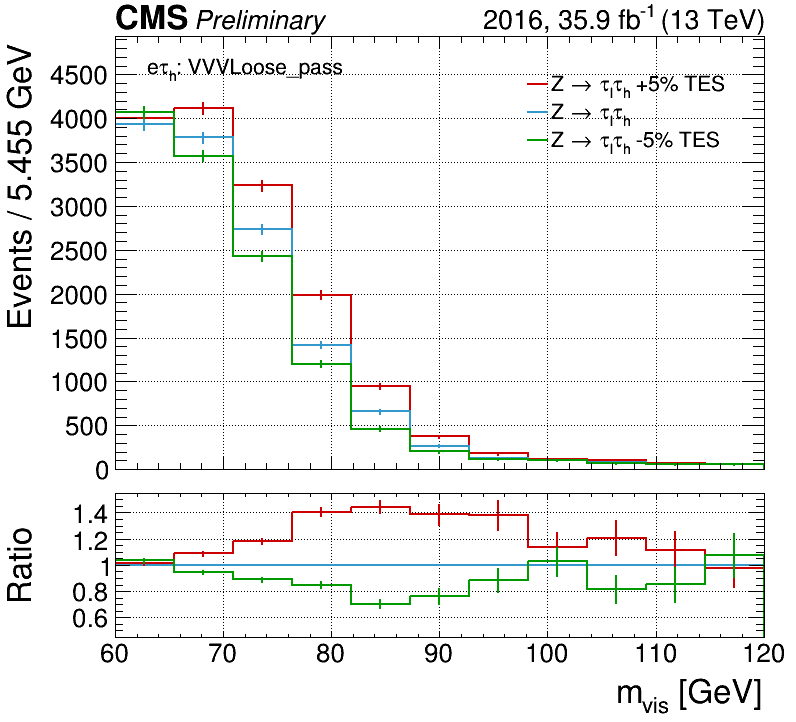 CMS Preliminary 2016, 35.9 fb⁻¹ (13 TeV)
eτₕ: VVVLoose_pass
Z → τₗτₕ +5% TES
Z → τₗτₕ
Z → τₗτₕ -5% TES
Events / 5.455 GeV
4500
4000
3500
3000
2500
2000
1500
1000
500
0
Ratio
1.4
1.2
1
0.8
0.6
60 70 80 90 100 110 120
m_vis [GeV]